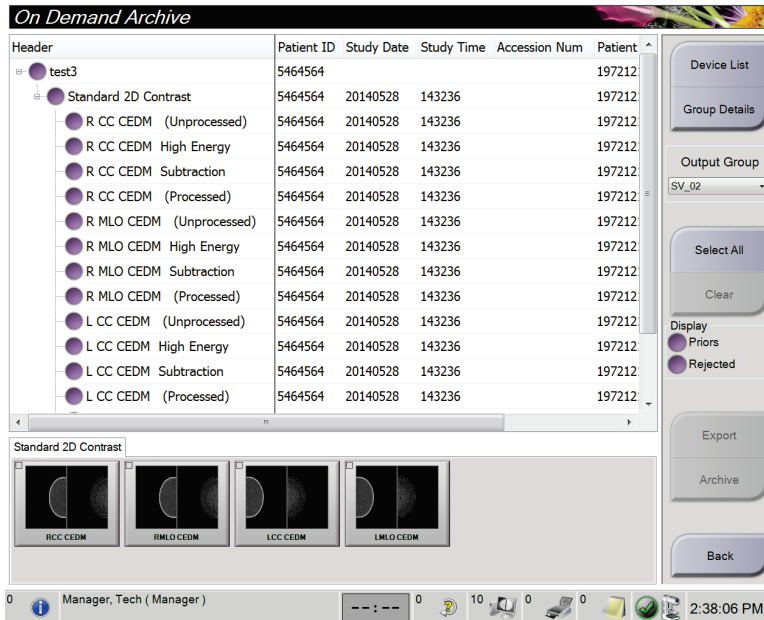 On Demand Archive
Header Patient ID Study Date Study Time Accession Num Patient
test3 5464564 197212
Standard 2D Contrast 5464564 20140528 143236 197212
R CC CEDM (Unprocessed) 5464564 20140528 143236 197212
R CC CEDM High Energy 5464564 20140528 143236 197212
R CC CEDM Subtraction 5464564 20140528 143236 197212
R CC CEDM (Processed) 5464564 20140528 143236 197212
R MLO CEDM (Unprocessed) 5464564 20140528 143236 197212
R MLO CEDM High Energy 5464564 20140528 143236 197212
R MLO CEDM Subtraction 5464564 20140528 143236 197212
R MLO CEDM (Processed) 5464564 20140528 143236 197212
L CC CEDM (Unprocessed) 5464564 20140528 143236 197212
L CC CEDM High Energy 5464564 20140528 143236 197212
L CC CEDM Subtraction 5464564 20140528 143236 197212
L CC CEDM (Processed) 5464564 20140528 143236 197212
Standard 2D Contrast
RCC CEDM
RMLO CEDM
LCC CEDM
LMLO CEDM
Device List
Group Details
Output Group
SV_02
Select All
Clear
Display
Priors
Rejected
Export
Archive
Back
0 Manager, Tech ( Manager ) --:-- 0 10 0 0 2:38:06 PM